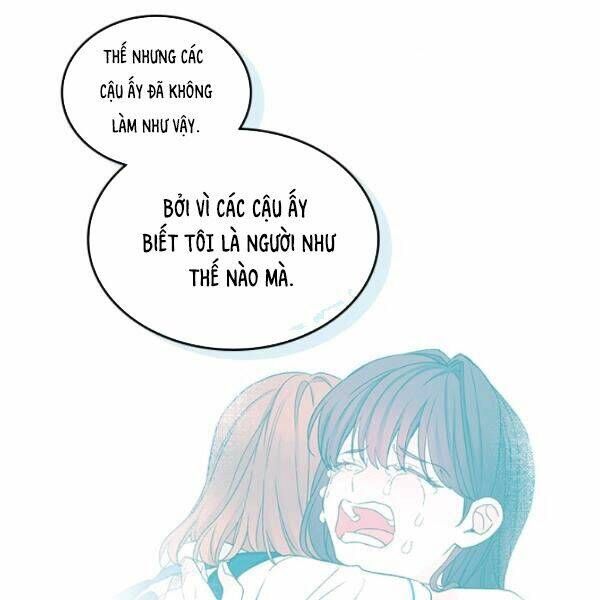 THẾ NHƯNG CÁC
CẬU ẤY ĐÃ KHÔNG
LÀM NHƯ VẬY.
BỞI VÌ CÁC CẬU ẤY
BIẾT TÔI LÀ NGƯỜI NHƯ
THẾ NÀO MÀ.